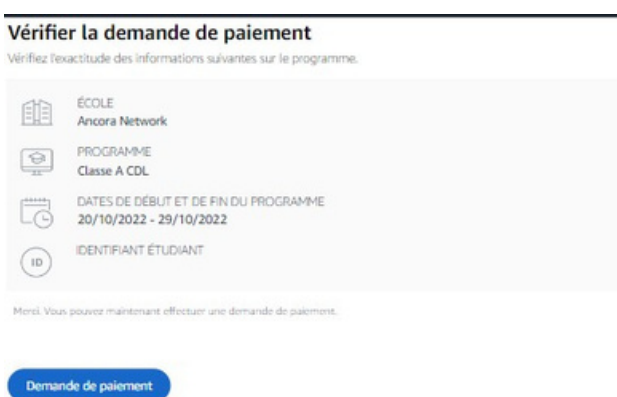 Vérifier la demande de paiement
Vérifiez l'exactitude des informations suivantes sur le programme.
ÉCOLE
Ancora Network
PROGRAMME
Classe A CDL
DATES DE DÉBUT ET DE FIN DU PROGRAMME
20/10/2022 - 29/10/2022
ID
IDENTIFIANT ÉTUDIANT
Merci. Vous pouvez maintenant effectuer une demande de paiement.
Demande de paiement